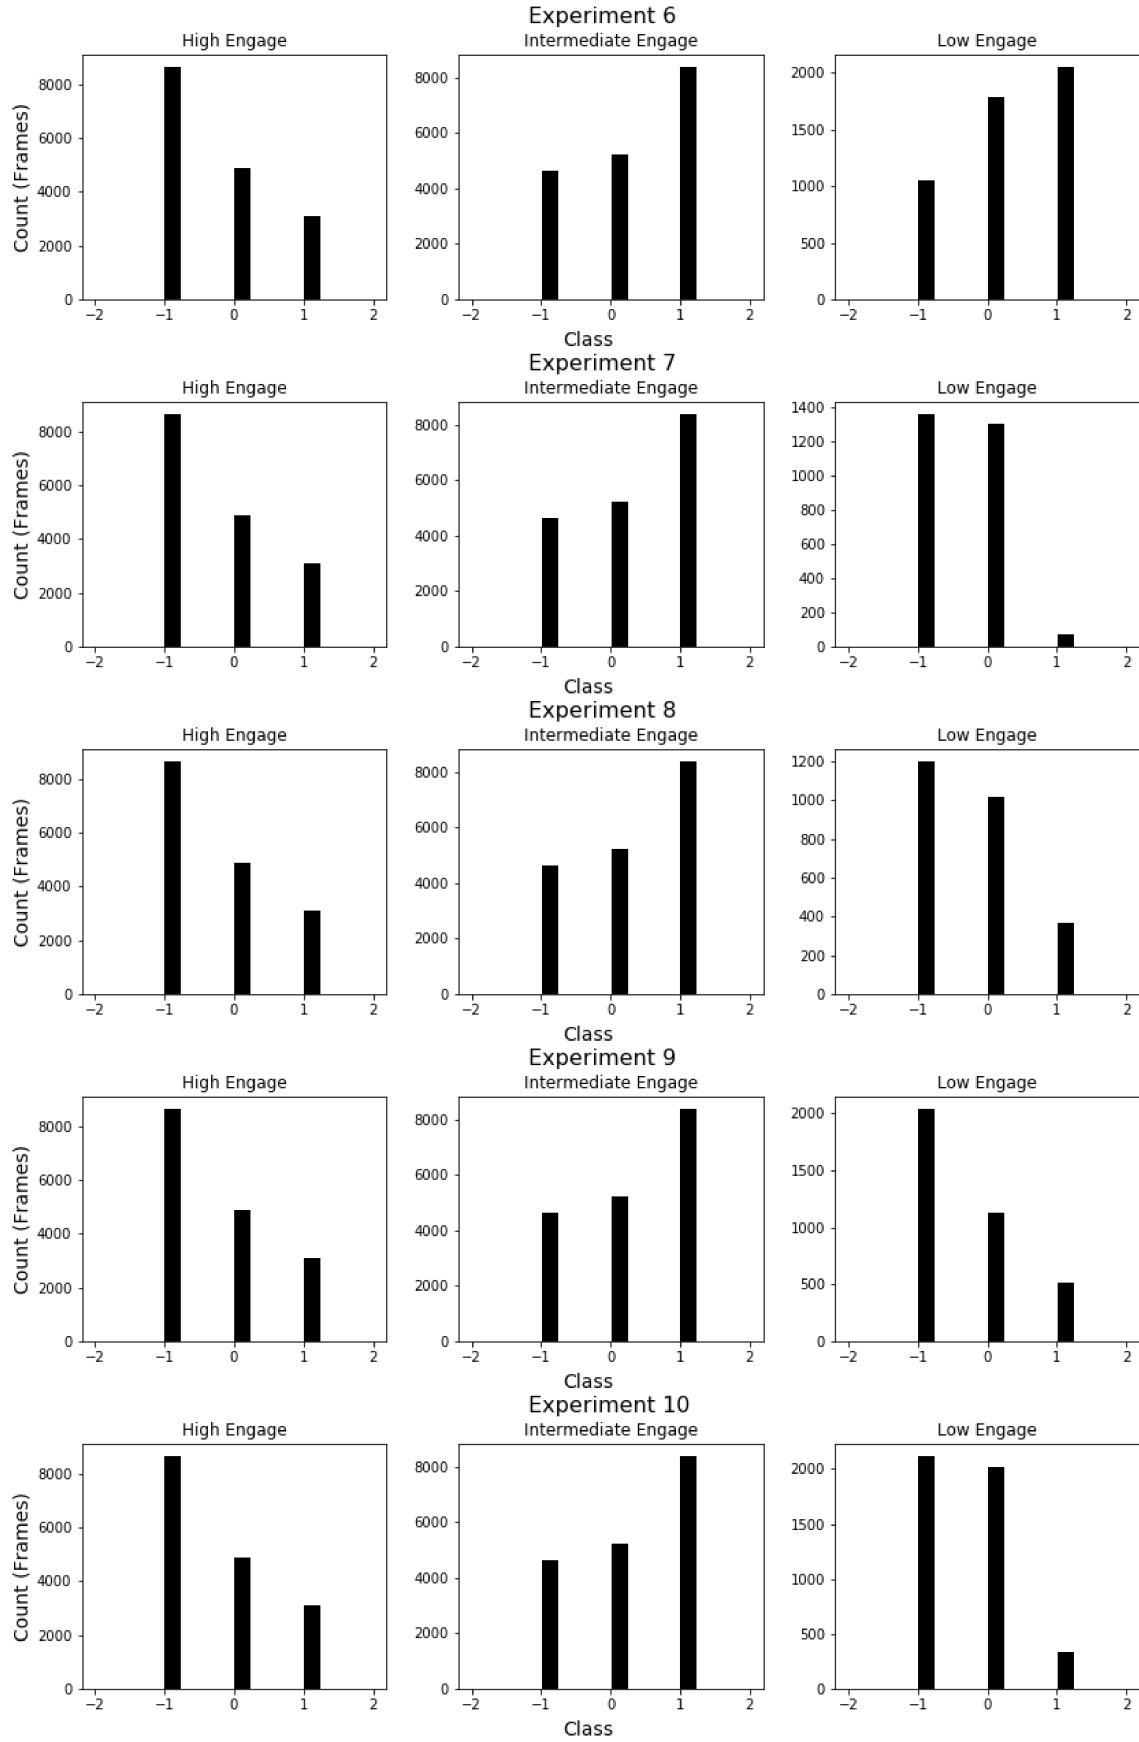 Experiment 6
High Engage Intermediate Engage Low Engage
Count (Frames)
8000
6000
4000
2000
0
−2 −1 0 1 2
8000
6000
4000
2000
0
−2 −1 0 1 2
2000
1500
1000
500
0
−2 −1 0 1 2
Class
Experiment 7
High Engage Intermediate Engage Low Engage
Count (Frames)
8000
6000
4000
2000
0
−2 −1 0 1 2
8000
6000
4000
2000
0
−2 −1 0 1 2
1400
1200
1000
800
600
400
200
0
−2 −1 0 1 2
Class
Experiment 8
High Engage Intermediate Engage Low Engage
Count (Frames)
8000
6000
4000
2000
0
−2 −1 0 1 2
8000
6000
4000
2000
0
−2 −1 0 1 2
1200
1000
800
600
400
200
0
−2 −1 0 1 2
Class
Experiment 9
High Engage Intermediate Engage Low Engage
Count (Frames)
8000
6000
4000
2000
0
−2 −1 0 1 2
8000
6000
4000
2000
0
−2 −1 0 1 2
2000
1500
1000
500
0
−2 −1 0 1 2
Class
Experiment 10
High Engage Intermediate Engage Low Engage
Count (Frames)
8000
6000
4000
2000
0
−2 −1 0 1 2
8000
6000
4000
2000
0
−2 −1 0 1 2
2000
1500
1000
500
0
−2 −1 0 1 2
Class